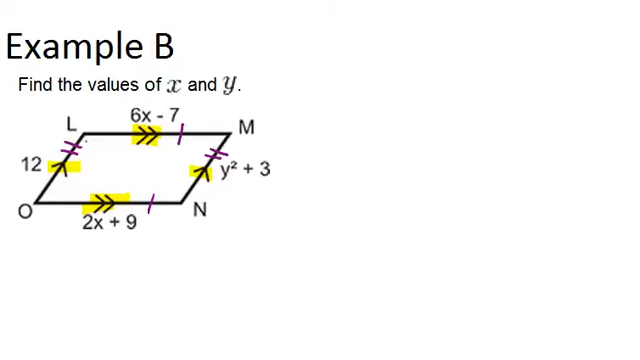 Example B
Find the values of x and y.
L
6x - 7
M
12
y² + 3
O
2x + 9
N